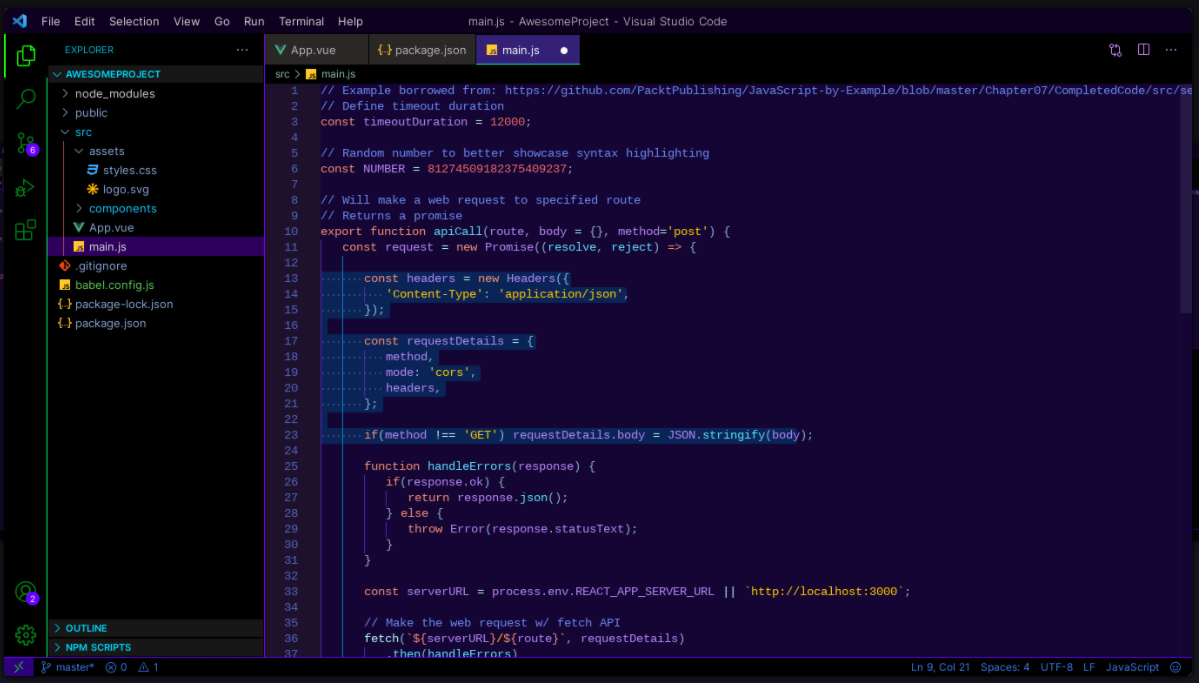 File Edit Selection View Go Run Terminal Help
main.js - AwesomeProject - Visual Studio Code
EXPLORER
AWESOMEPROJECT
node_modules
public
src
assets
styles.css
logo.svg
components
App.vue
main.js
.gitignore
babel.config.js
package-lock.json
package.json
6
2
OUTLINE
NPM SCRIPTS
App.vue package.json main.js
src > main.js
1 // Example borrowed from: https://github.com/PacktPublishing/JavaScript-by-Example/blob/master/Chapter07/CompletedCode/src/se
2 // Define timeout duration
3 const timeoutDuration = 12000;
4
5 // Random number to better showcase syntax highlighting
6 const NUMBER = 81274509182375409237;
7
8 // Will make a web request to specified route
9 // Returns a promise
10 export function apiCall(route, body = {}, method='post') {
11 const request = new Promise((resolve, reject) => {
12
13 const headers = new Headers({
14 'Content-Type': 'application/json',
15 });
16
17 const requestDetails = {
18 method,
19 mode: 'cors',
20 headers,
21 };
22
23 if(method !== 'GET') requestDetails.body = JSON.stringify(body);
24
25 function handleErrors(response) {
26 if(response.ok) {
27 return response.json();
28 } else {
29 throw Error(response.statusText);
30 }
31 }
32
33 const serverURL = process.env.REACT_APP_SERVER_URL || `http://localhost:3000`;
34
35 // Make the web request w/ fetch API
36 fetch(`${serverURL}/${route}`, requestDetails)
37 .then(handleErrors)
master* 0 1
Ln 9, Col 21 Spaces: 4 UTF-8 LF JavaScript